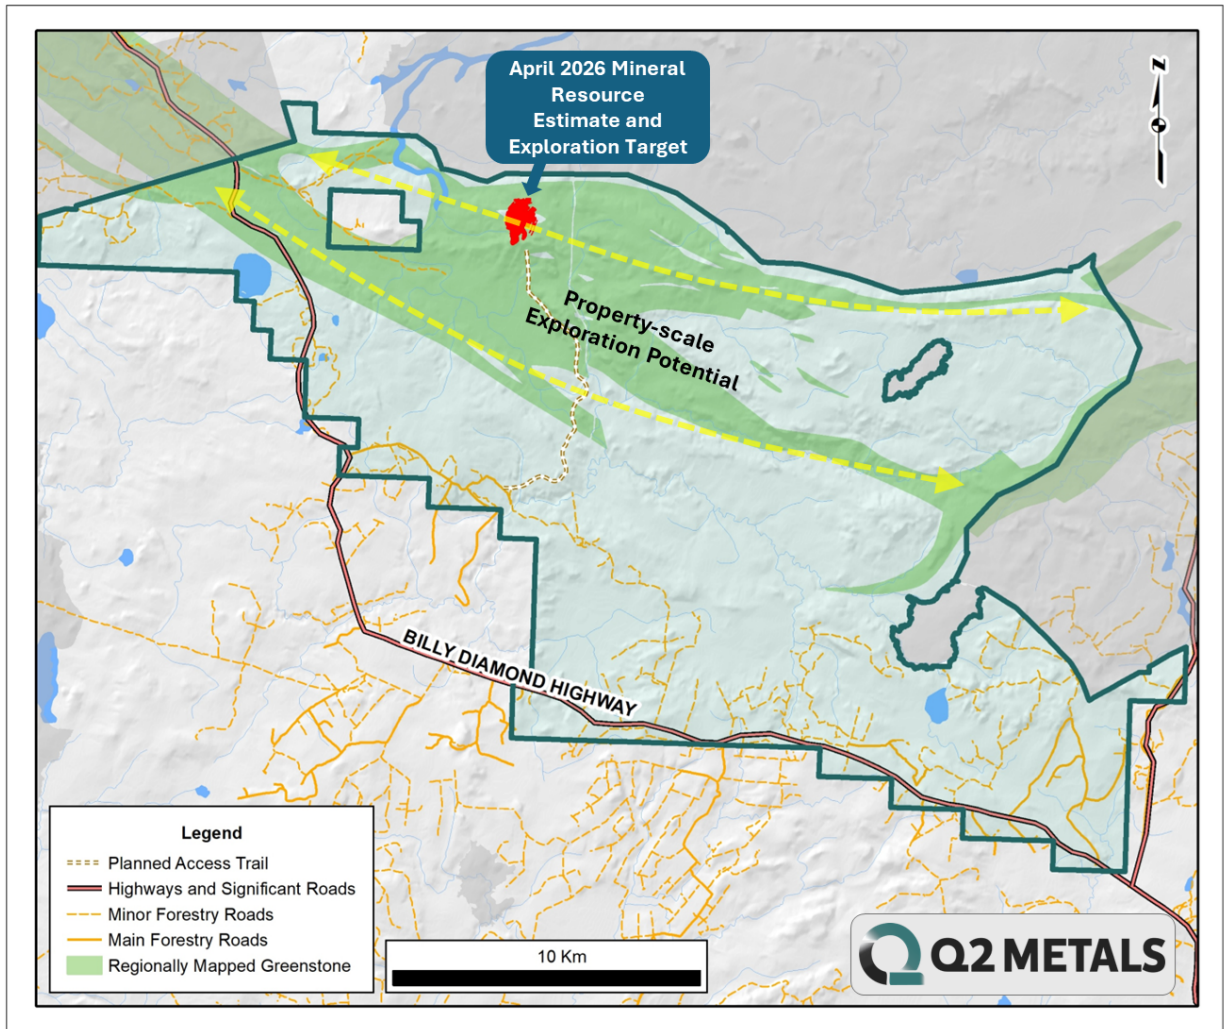 April 2026 Mineral
Resource
Estimate and
Exploration Target
N
Property-scale
Exploration Potential
BILLY DIAMOND HIGHWAY
Legend
Planned Access Trail
Highways and Significant Roads
Minor Forestry Roads
Main Forestry Roads
Regionally Mapped Greenstone
10 Km
Q2 METALS